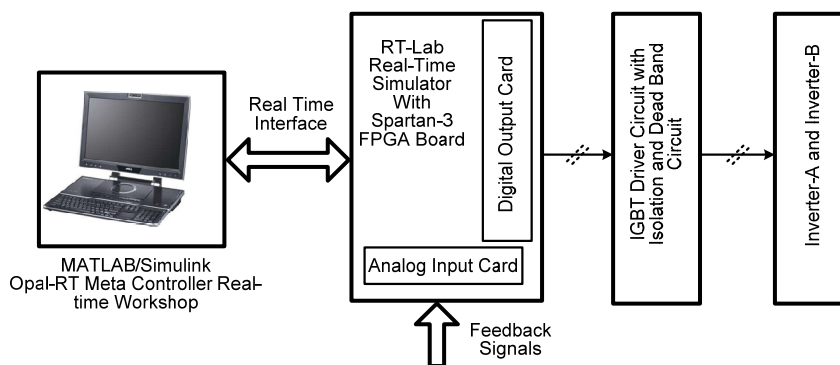 Real Time
Interface
MATLAB/Simulink
Opal-RT Meta Controller Real-
time Workshop
RT-Lab
Real-Time
Simulator
With
Spartan-3
FPGA Board
Digital Output Card
Analog Input Card
Feedback
Signals
IGBT Driver Circuit with
Isolation and Dead Band
Circuit
Inverter-A and Inverter-B